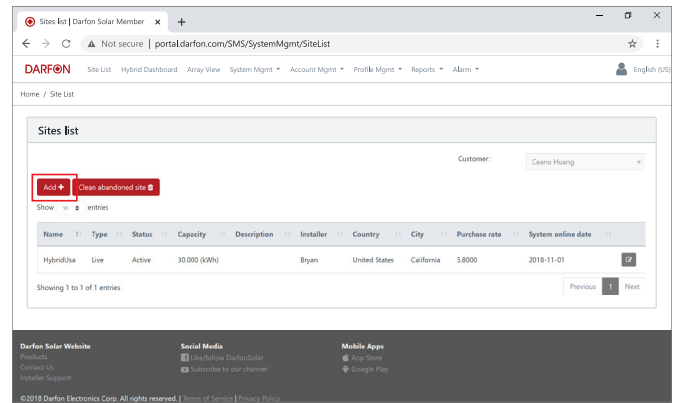 Sites list | Darfon Solar Member × +
Not secure | portal.darfon.com/SMS/SystemMgmt/SiteList
DARFON Site List Hybrid Dashboard Array View System Mgmt Account Mgmt Profile Mgmt Reports Alarm English (US)
Home / Site List
Sites list
Customer: Ceano Huang
Add + Clean abandoned site
Show 10 entries
Name Type Status Capacity Description Installer Country City Purchase rate System online date
HybridUsa Live Active 30.000 (kWh) Bryan United States California 5.8000 2018-11-01
Showing 1 to 1 of 1 entries Previous 1 Next
Darfon Solar Website Social Media Mobile Apps
Products Like/follow DarfonSolar App Store
Contact Us Subscribe to our channel Google Play
Installer Support
©2018 Darfon Electronics Corp. All rights reserved. | Terms of Service | Privacy Policy